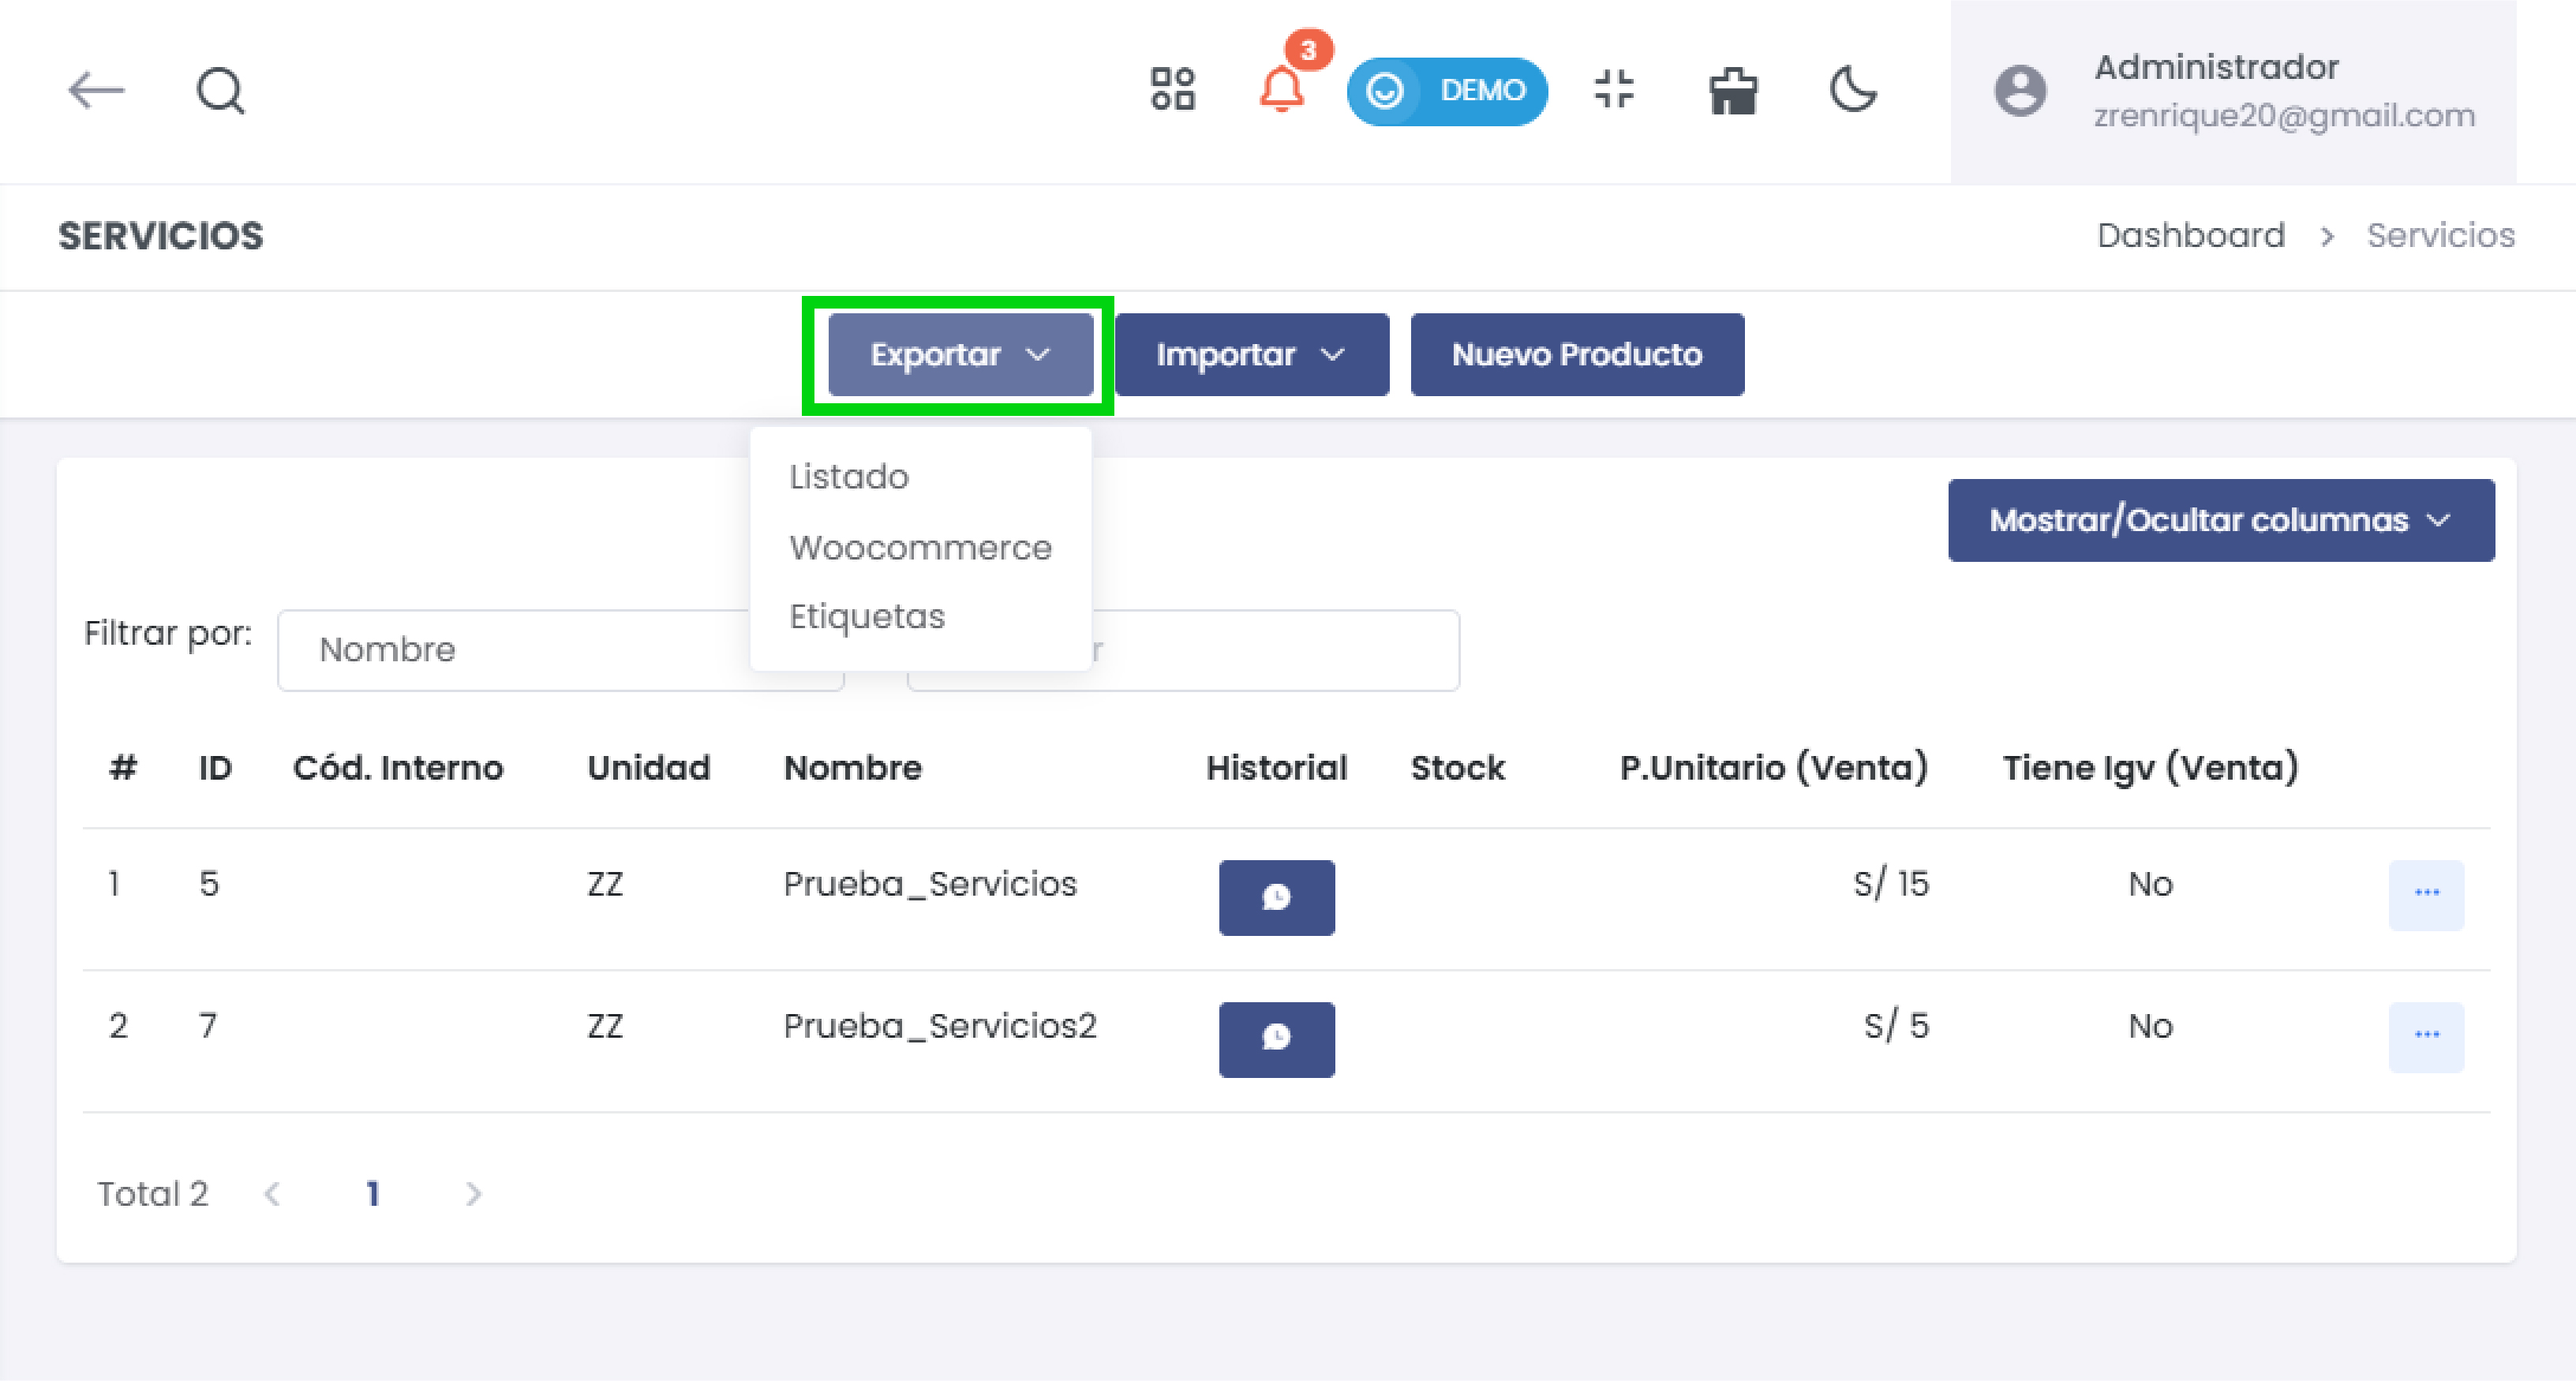 3
DEMO
Administrador
zrenrique20@gmail.com
SERVICIOS
Dashboard > Servicios
Exportar Importar Nuevo Producto
Listado
Woocommerce
Etiquetas
Mostrar/Ocultar columnas
Filtrar por: Nombre
# ID Cód. Interno Unidad Nombre Historial Stock P.Unitario (Venta) Tiene Igv (Venta)
1 5 ZZ Prueba_Servicios S/ 15 No ...
2 7 ZZ Prueba_Servicios2 S/ 5 No ...
Total 2 < 1 >